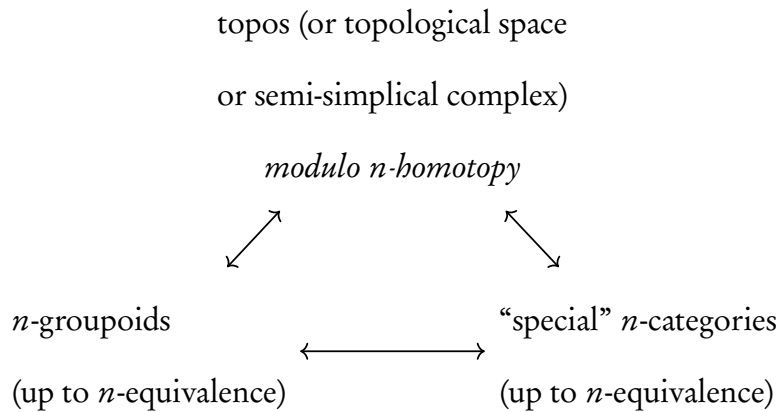 topos (or topological space
or semi-simplical complex)
modulo n-homotopy
n-groupoids
(up to n-equivalence)
“special” n-categories
(up to n-equivalence)